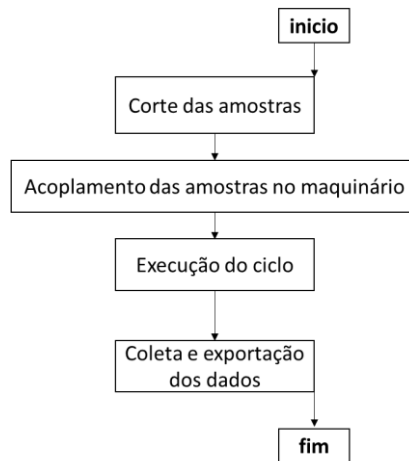 inicio
Corte das amostras
Acoplamento das amostras no maquinário
Execução do ciclo
Coleta e exportação
dos dados
fim